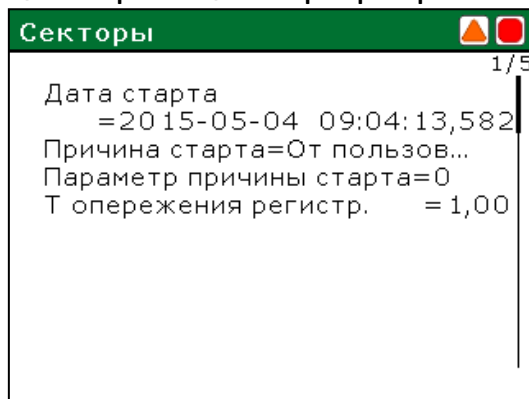 Секторы
1/5
Дата старта
=2015-05-04 09:04:13,582
Причина старта=От пользов...
Параметр причины старта=0
Т опережения регистр. =1,00